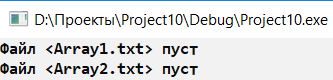 D:\Проекты\Project10\Debug\Project10.exe
Файл <Array1.txt> пуст
Файл <Array2.txt> пуст